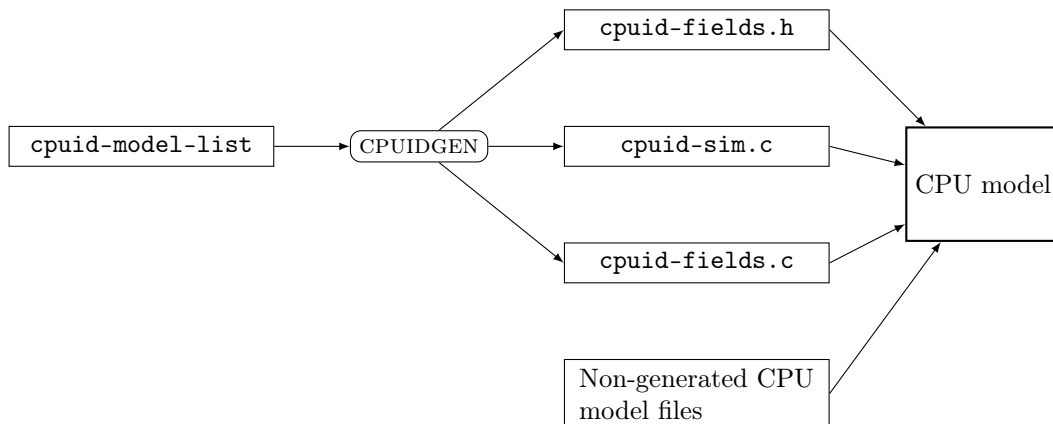 cpuid-fields.h
cpuid-model-list
CPUIDGEN
cpuid-sim.c
CPU model
cpuid-fields.c
Non-generated CPU
model files